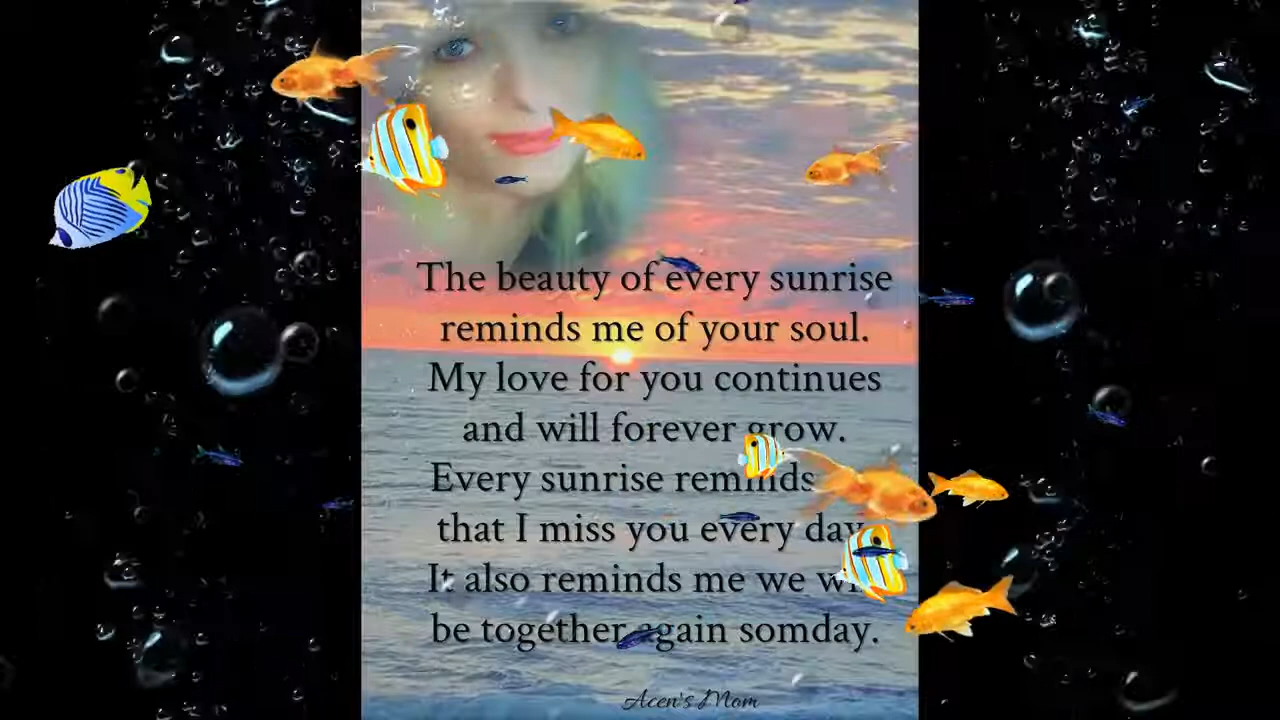 The beauty of every sunrise
reminds me of your soul.
My love for you continues
and will forever grow.
Every sunrise reminds
that I miss you every day
It also reminds me we
be together again somday.
Acen's Mom